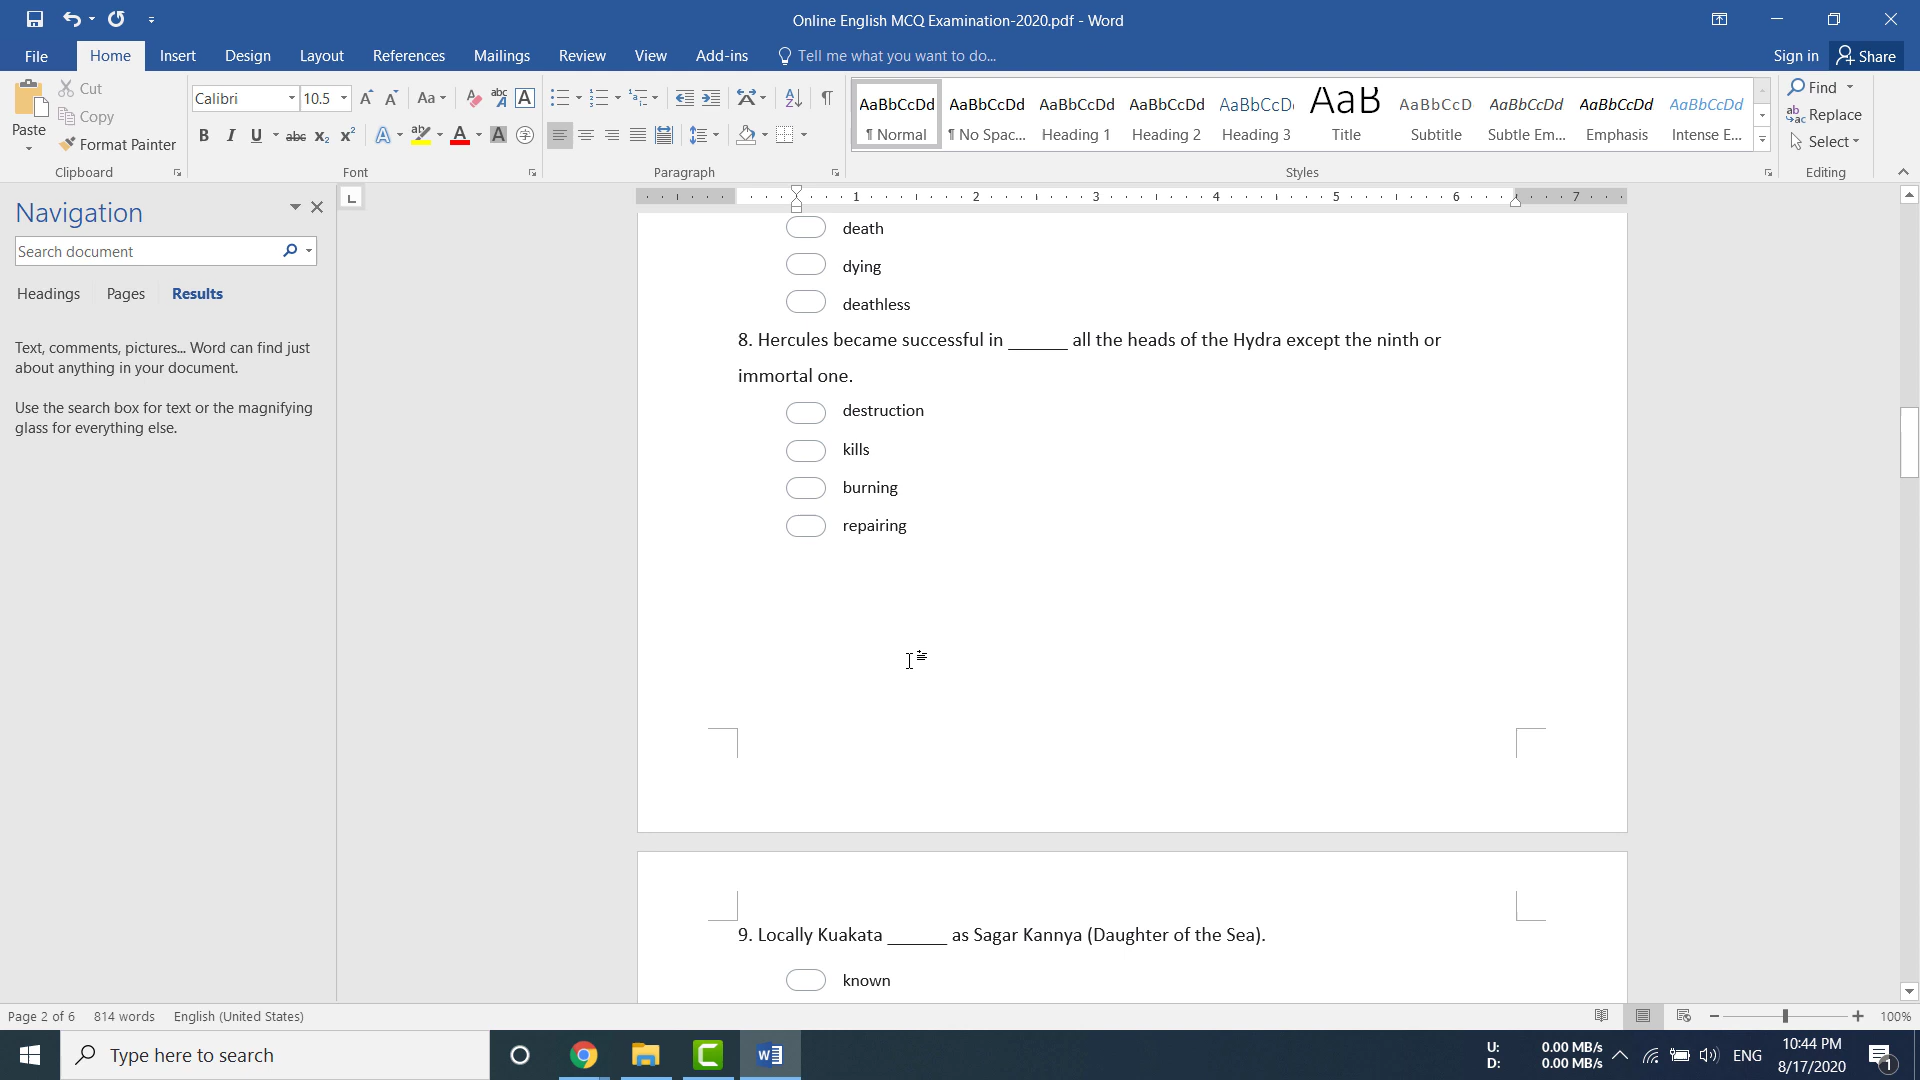 Online English MCQ Examination-2020.pdf - Word
File Home Insert Design Layout References Mailings Review View Add-ins Tell me what you want to do... Sign in Share
Paste
Cut
Copy
Format Painter
Clipboard
Calibri 10.5
Font
Paragraph
AaBbCcDd AaBbCcDd AaBbCcDd AaBbCcDd AaBbCcD AaB AaBbCcD AaBbCcDd AaBbCcDd AaBbCcDd
¶ Normal ¶ No Spac... Heading 1 Heading 2 Heading 3 Title Subtitle Subtle Em... Emphasis Intense E...
Styles
Find
Replace
Select
Editing
Navigation
Search document
Headings Pages Results
Text, comments, pictures... Word can find just
about anything in your document.
Use the search box for text or the magnifying
glass for everything else.
1 2 3 4 5 6 7
death
dying
deathless
8. Hercules became successful in ______ all the heads of the Hydra except the ninth or
immortal one.
destruction
kills
burning
repairing
9. Locally Kuakata ______ as Sagar Kannya (Daughter of the Sea).
known
Page 2 of 6 814 words English (United States) 100%
Type here to search
U: 0.00 MB/s
D: 0.00 MB/s
ENG
10:44 PM
8/17/2020
1